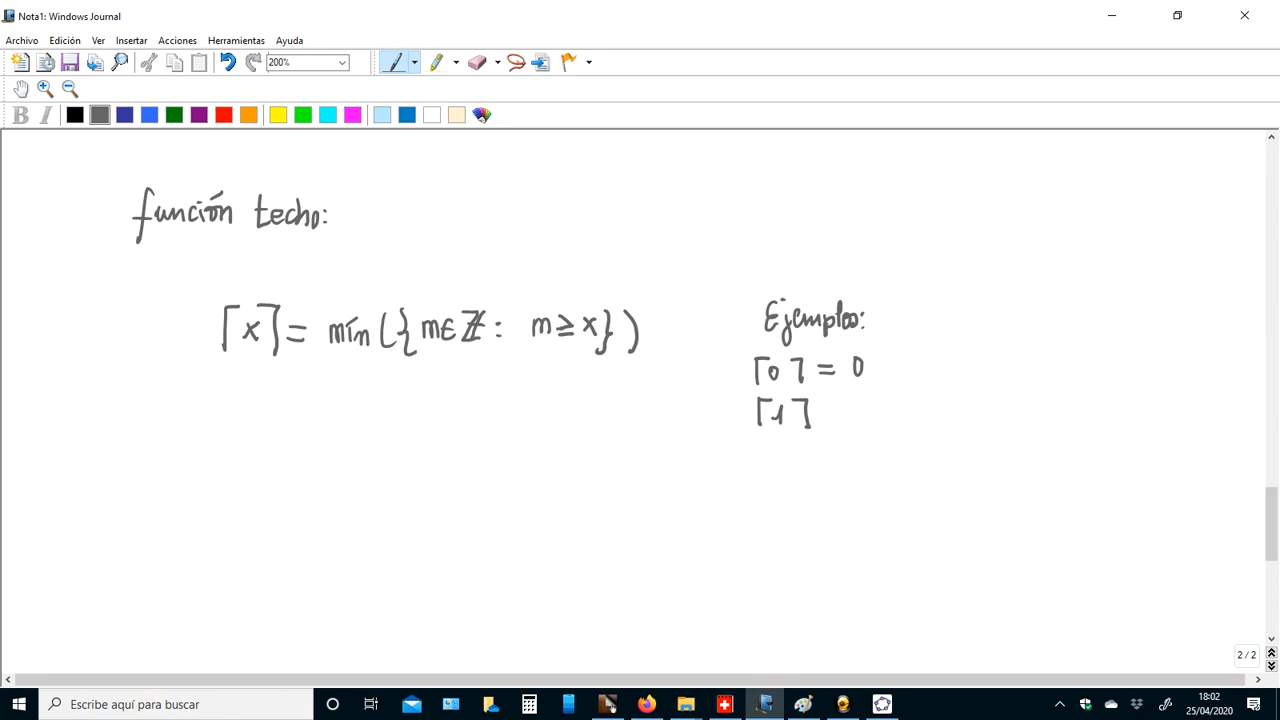 Nota1: Windows Journal
Archivo Edición Ver Insertar Acciones Herramientas Ayuda
200%
B I
función techo:
⌈x⌉ = mín({m∈ℤ: m≥x})
Ejemplos:
⌈0⌉ = 0
⌈1⌉
2 / 2
Escribe aquí para buscar
18:02
25/04/2020